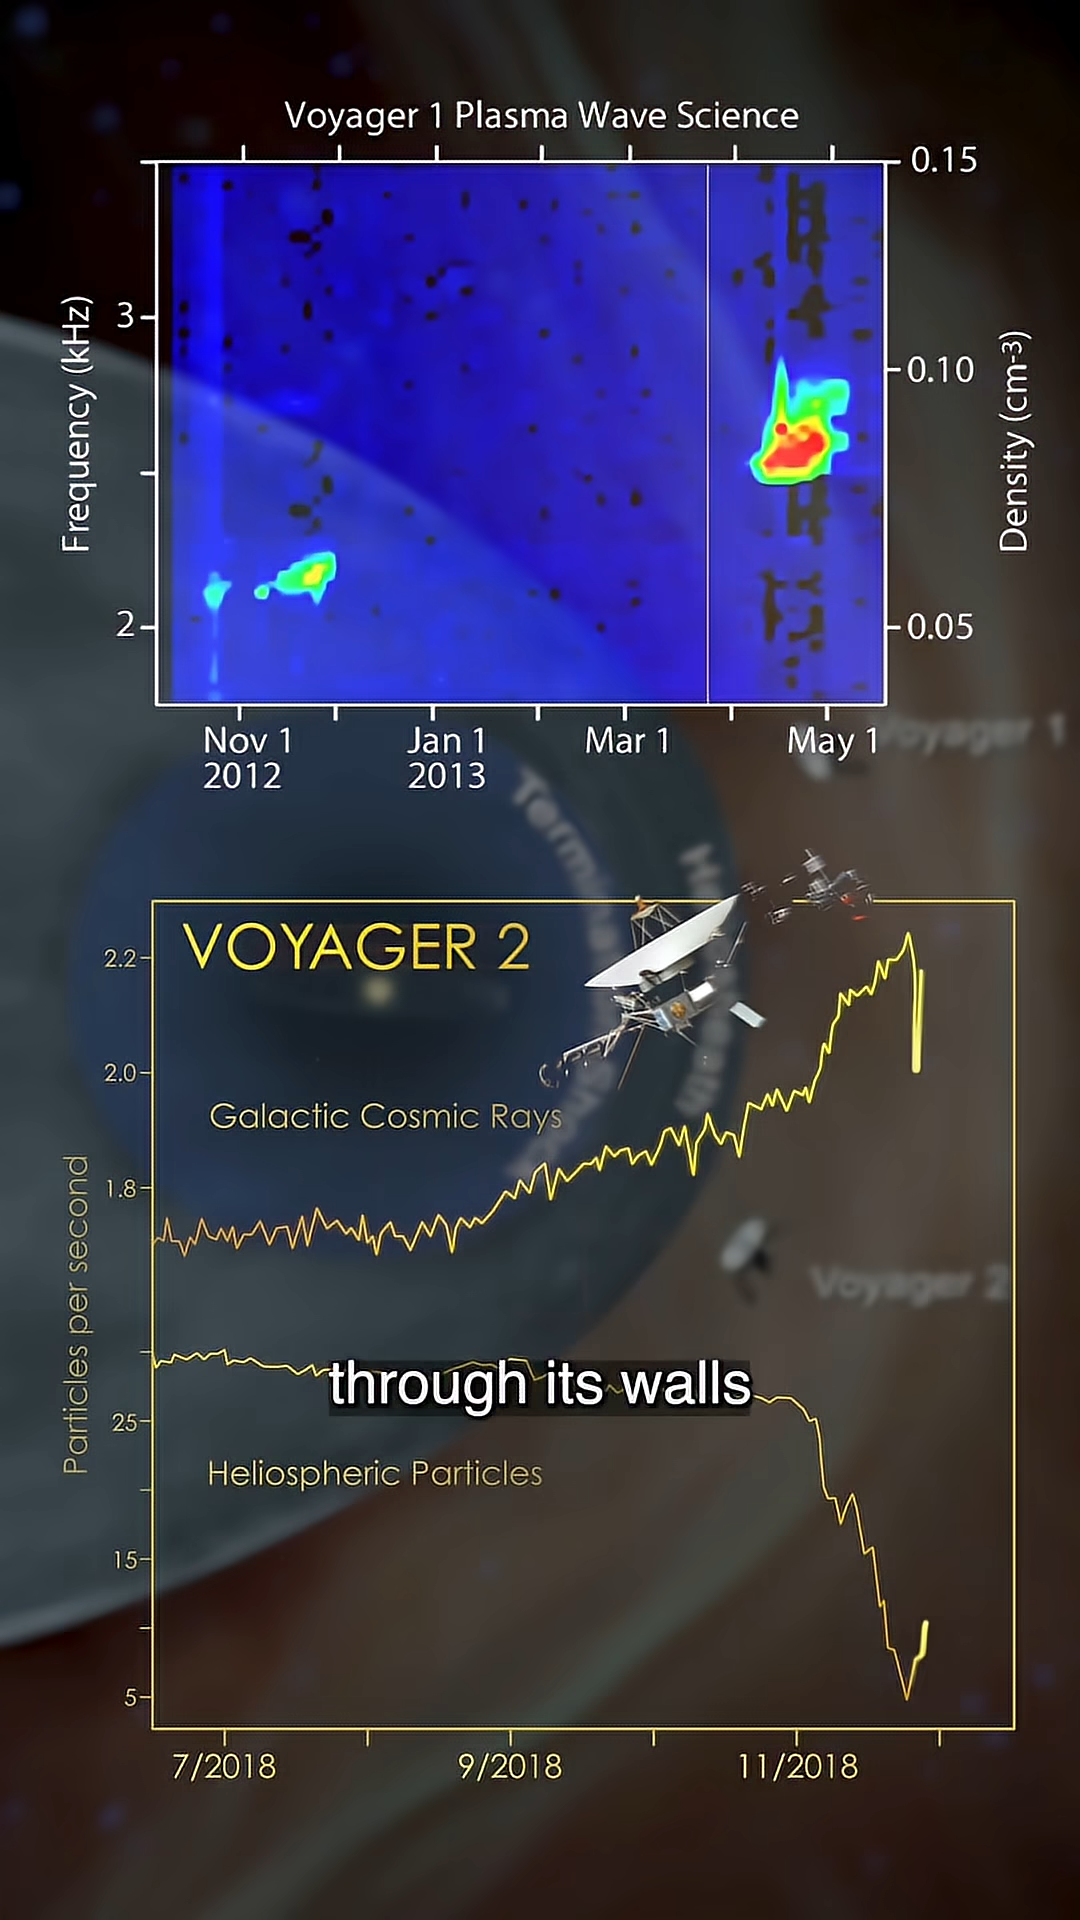 Voyager 1 Plasma Wave Science
0.15
3
Frequency (kHz)
0.10
Density (cm-3)
2
0.05
Nov 1
2012
Jan 1
2013
Mar 1
May 1
Voyager 1
Termination
Shock
Heliosheath
VOYAGER 2
2.2
2.0
Galactic Cosmic Rays
1.8
Particles per second
Voyager 2
through its walls
25
Heliospheric Particles
15
5
7/2018
9/2018
11/2018